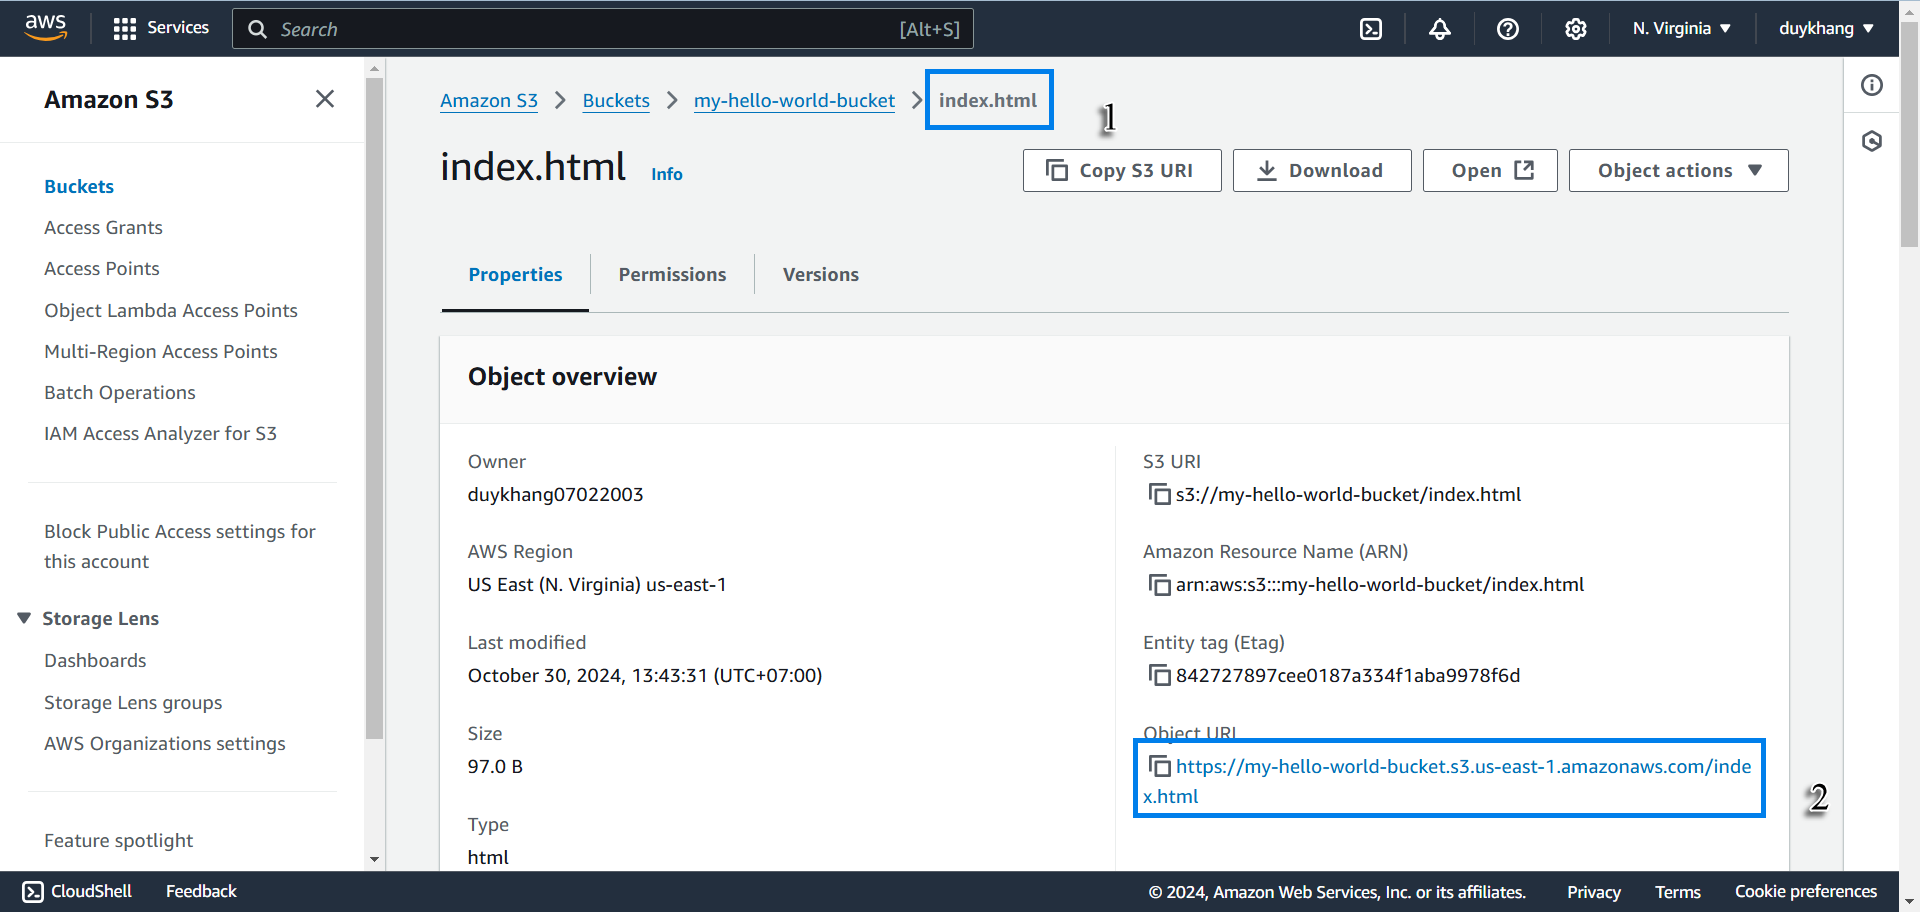 aws
Services
Search
[Alt+S]
N. Virginia
duykhang
Amazon S3
Buckets
Access Grants
Access Points
Object Lambda Access Points
Multi-Region Access Points
Batch Operations
IAM Access Analyzer for S3
Block Public Access settings for
this account
Storage Lens
Dashboards
Storage Lens groups
AWS Organizations settings
Feature spotlight
Amazon S3 > Buckets > my-hello-world-bucket > index.html
1
index.html Info
Copy S3 URI
Download
Open
Object actions
Properties
Permissions
Versions
Object overview
Owner
duykhang07022003
AWS Region
US East (N. Virginia) us-east-1
Last modified
October 30, 2024, 13:43:31 (UTC+07:00)
Size
97.0 B
Type
html
S3 URI
s3://my-hello-world-bucket/index.html
Amazon Resource Name (ARN)
arn:aws:s3:::my-hello-world-bucket/index.html
Entity tag (Etag)
842727897cee0187a334f1aba9978f6d
Object URL
https://my-hello-world-bucket.s3.us-east-1.amazonaws.com/inde
x.html
2
CloudShell
Feedback
© 2024, Amazon Web Services, Inc. or its affiliates.
Privacy
Terms
Cookie preferences